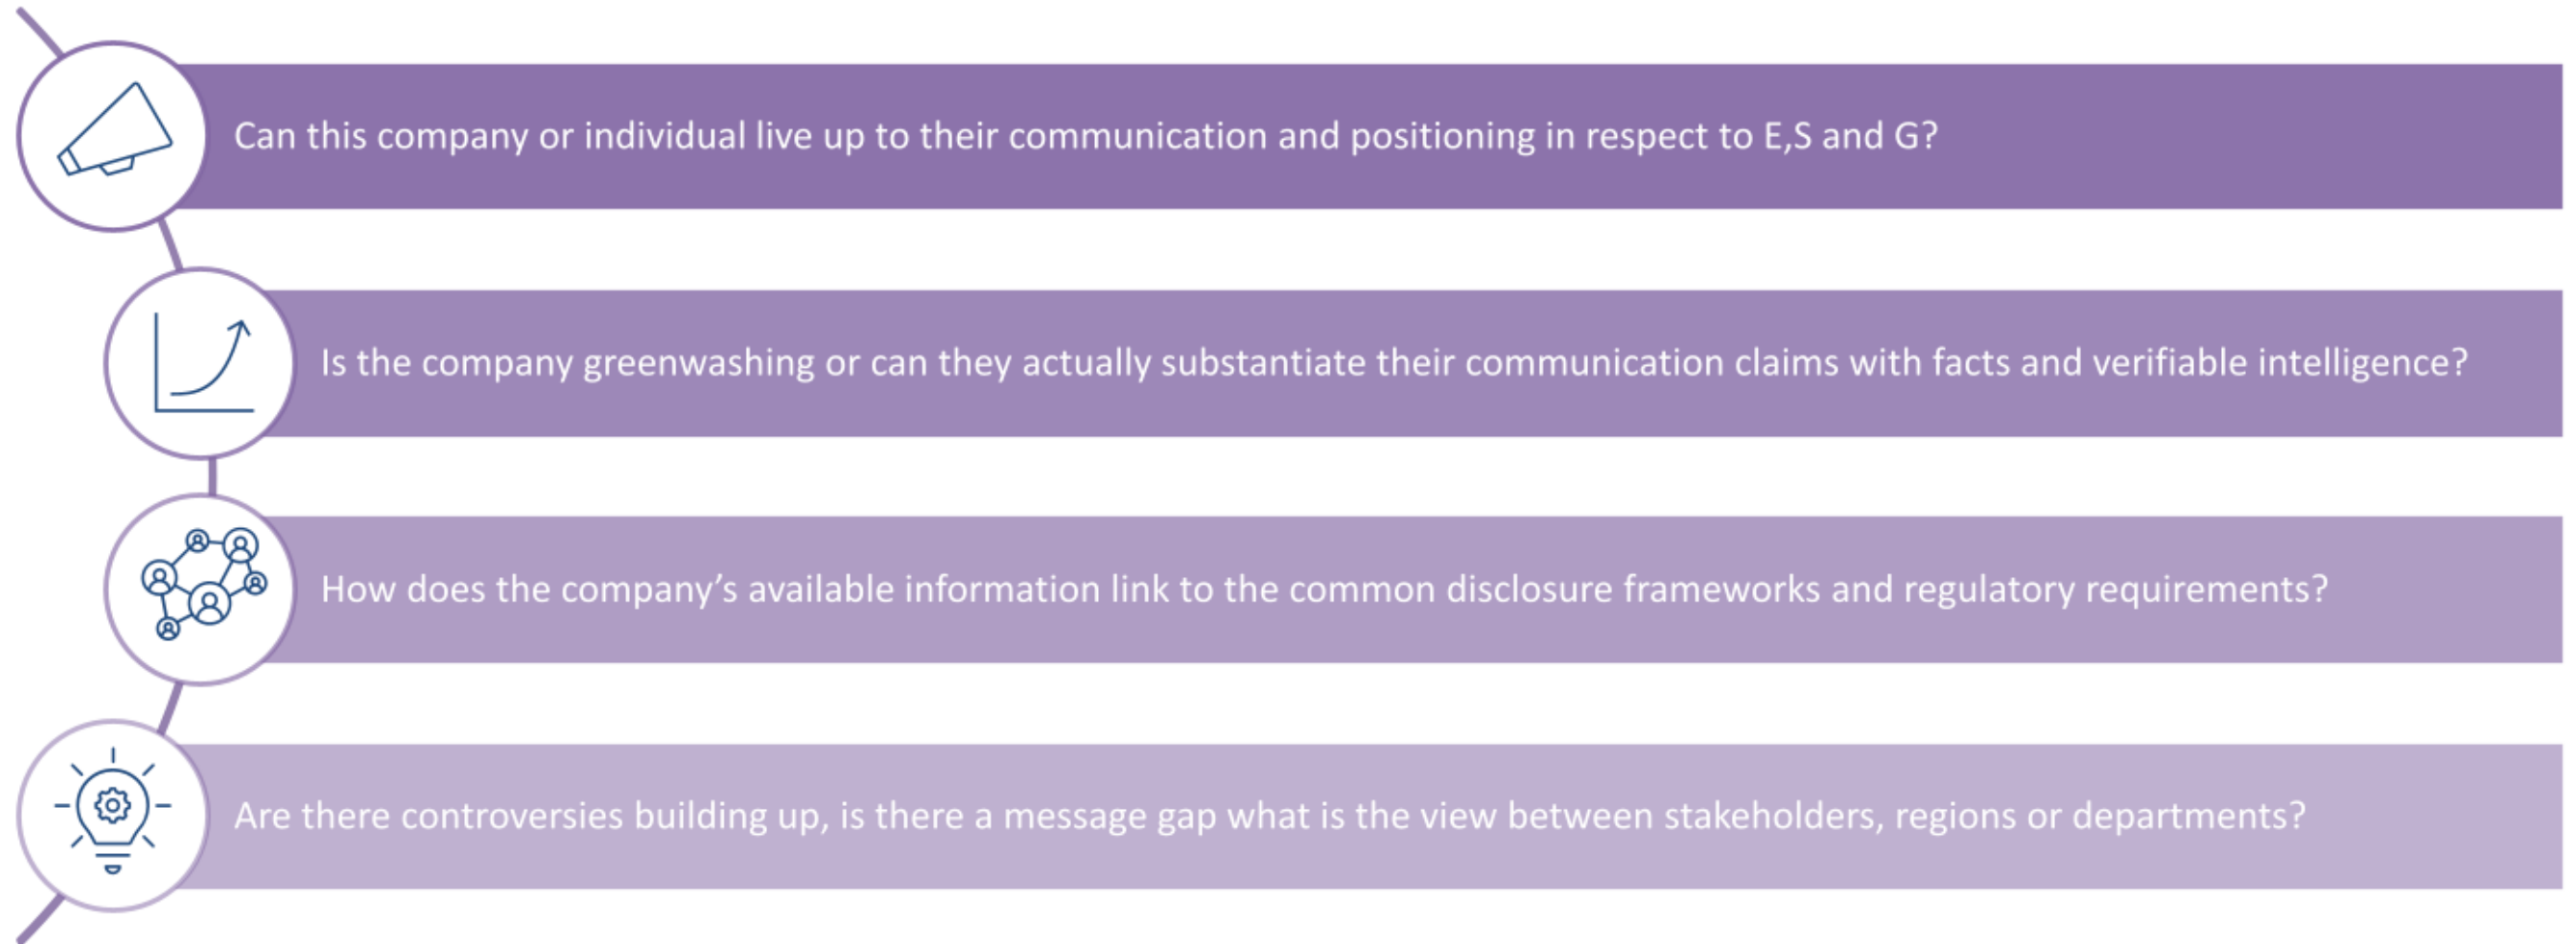 Can this company or individual live up to their communication and positioning in respect to E,S and G?
Is the company greenwashing or can they actually substantiate their communication claims with facts and verifiable intelligence?
How does the company’s available information link to the common disclosure frameworks and regulatory requirements?
Are there controversies building up, is there a message gap what is the view between stakeholders, regions or departments?